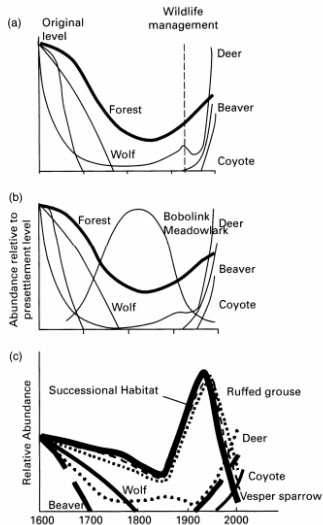 (a)
Original
level
Wildlife
management
Deer
Forest
Beaver
Wolf
Coyote
(b)
Abundance relative to
presettlement level
Forest
Bobolink
Meadowlark
Deer
Beaver
Wolf
Coyote
(c)
Relative Abundance
Successional Habitat
Ruffed grouse
Deer
Coyote
Wolf
Vesper sparrow
Beaver
1600 1700 1800 1900 2000